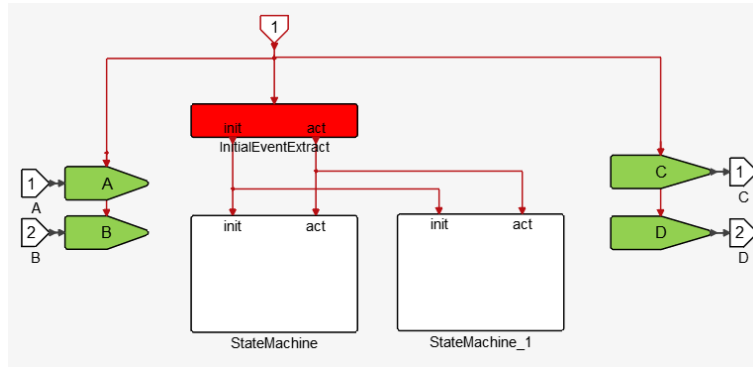 1
init act
InitialEventExtract
1 A
A
2 B
B
C 1
C
D 2
D
init act
StateMachine
init act
StateMachine_1